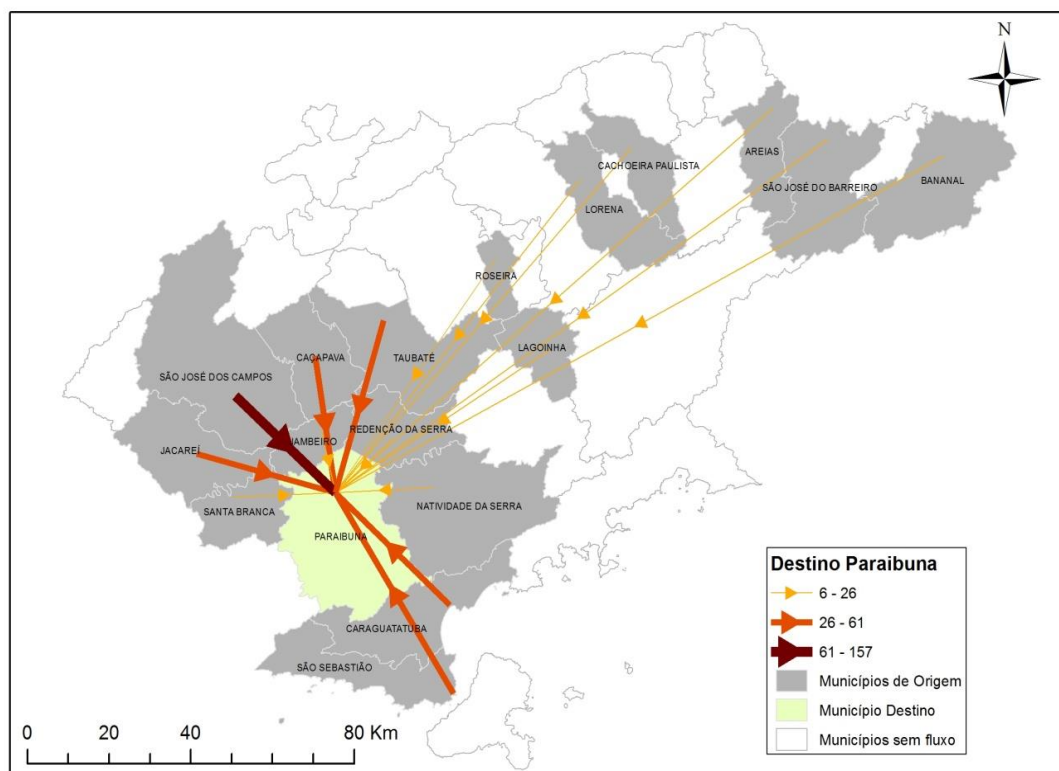 N
AREIAS
CACHOEIRA PAULISTA
SÃO JOSÉ DO BARREIRO
BANANAL
LORENA
ROSEIRA
LAGOINHA
CAÇAPAVA
TAUBATÉ
SÃO JOSÉ DOS CAMPOS
REDENÇÃO DA SERRA
JAMBEIRO
JACAREÍ
SANTA BRANCA
NATIVIDADE DA SERRA
PARAIBUNA
CARAGUATATUBA
SÃO SEBASTIÃO
Destino Paraibuna
6 - 26
26 - 61
61 - 157
Municípios de Origem
Município Destino
Municípios sem fluxo
0 20 40 80 Km